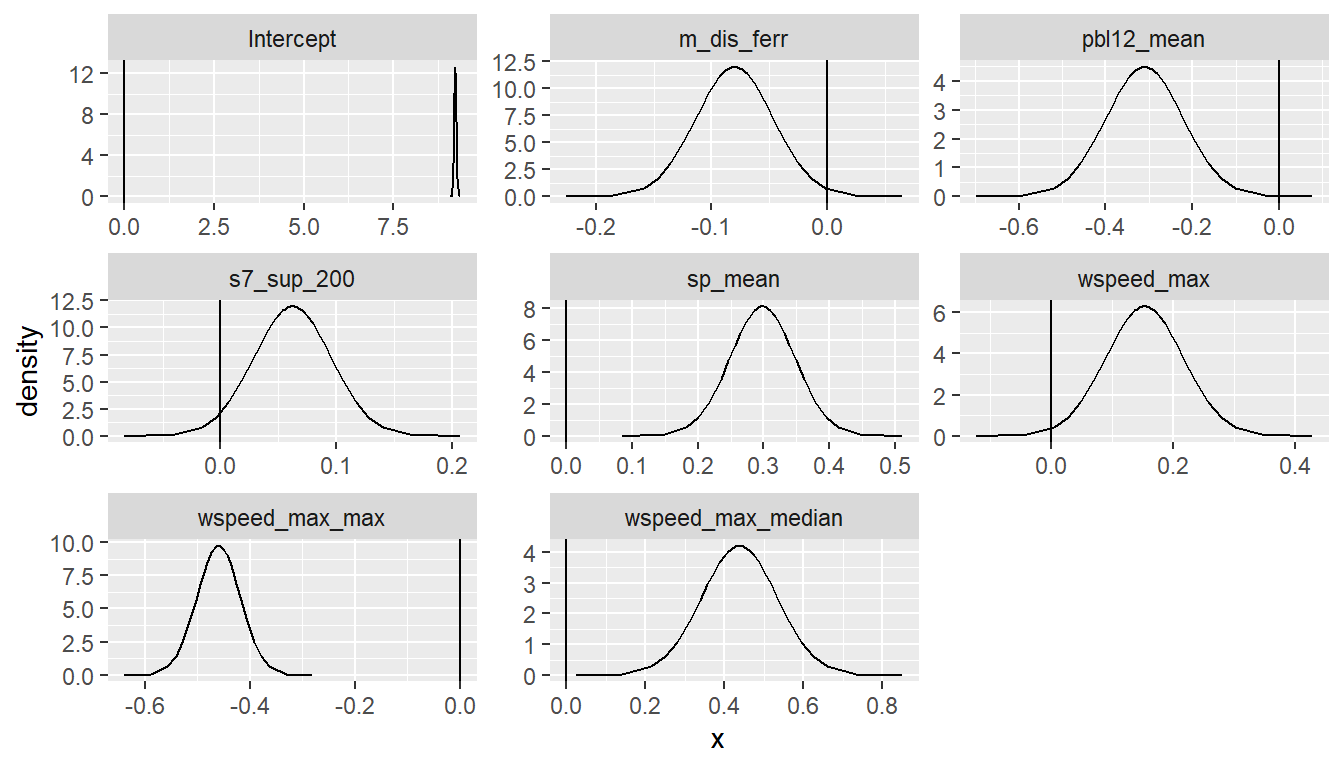 Intercept
m_dis_ferr
pbl12_mean
12
8
4
0
0.0 2.5 5.0 7.5
12.5
10.0
7.5
5.0
2.5
0.0
-0.2 -0.1 0.0
4
3
2
1
0
-0.6 -0.4 -0.2 0.0
s7_sup_200
sp_mean
wspeed_max
density
12.5
10.0
7.5
5.0
2.5
0.0
0.0 0.1 0.2
8
6
4
2
0
0.0 0.1 0.2 0.3 0.4 0.5
6
4
2
0
0.0 0.2 0.4
wspeed_max_max
wspeed_max_median
10.0
7.5
5.0
2.5
0.0
-0.6 -0.4 -0.2 0.0
4
3
2
1
0
0.0 0.2 0.4 0.6 0.8
x